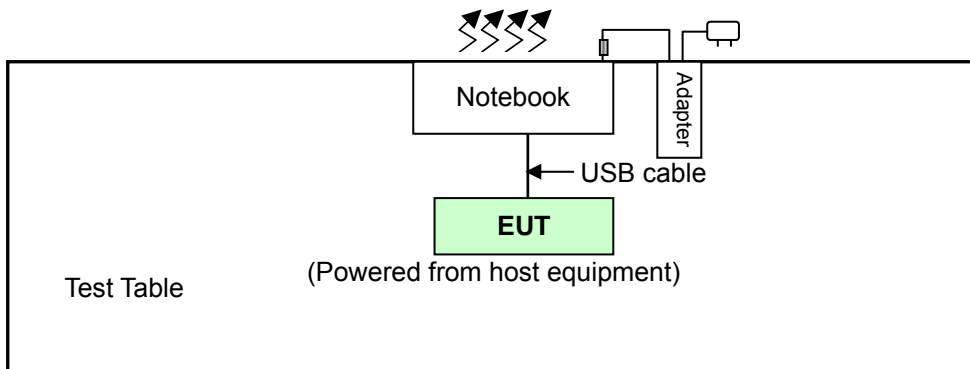 Notebook
Adapter
USB cable
EUT
(Powered from host equipment)
Test Table